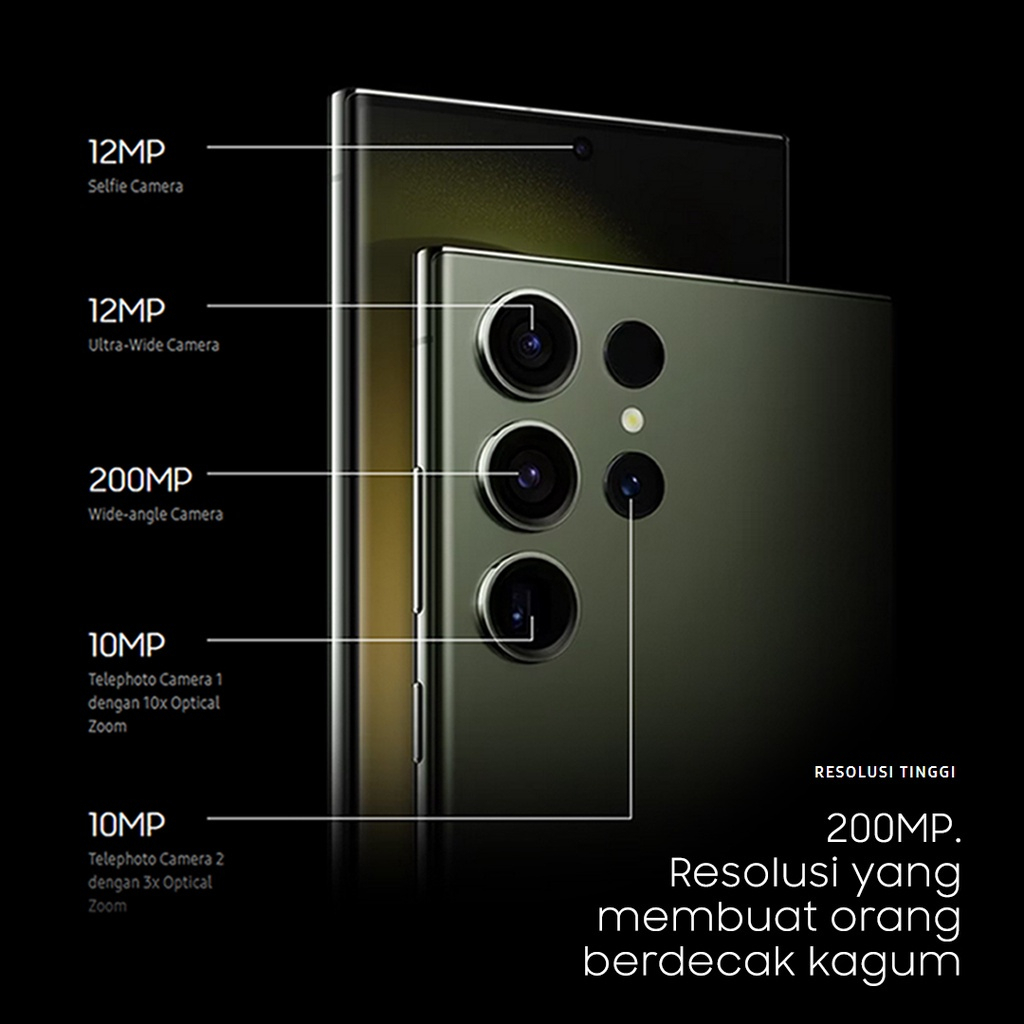 12MP
Selfie Camera
12MP
Ultra-Wide Camera
200MP
Wide-angle Camera
10MP
Telephoto Camera 1
dengan 10x Optical
Zoom
10MP
Telephoto Camera 2
dengan 3x Optical
Zoom
RESOLUSI TINGGI
200MP.
Resolusi yang
membuat orang
berdecak kagum